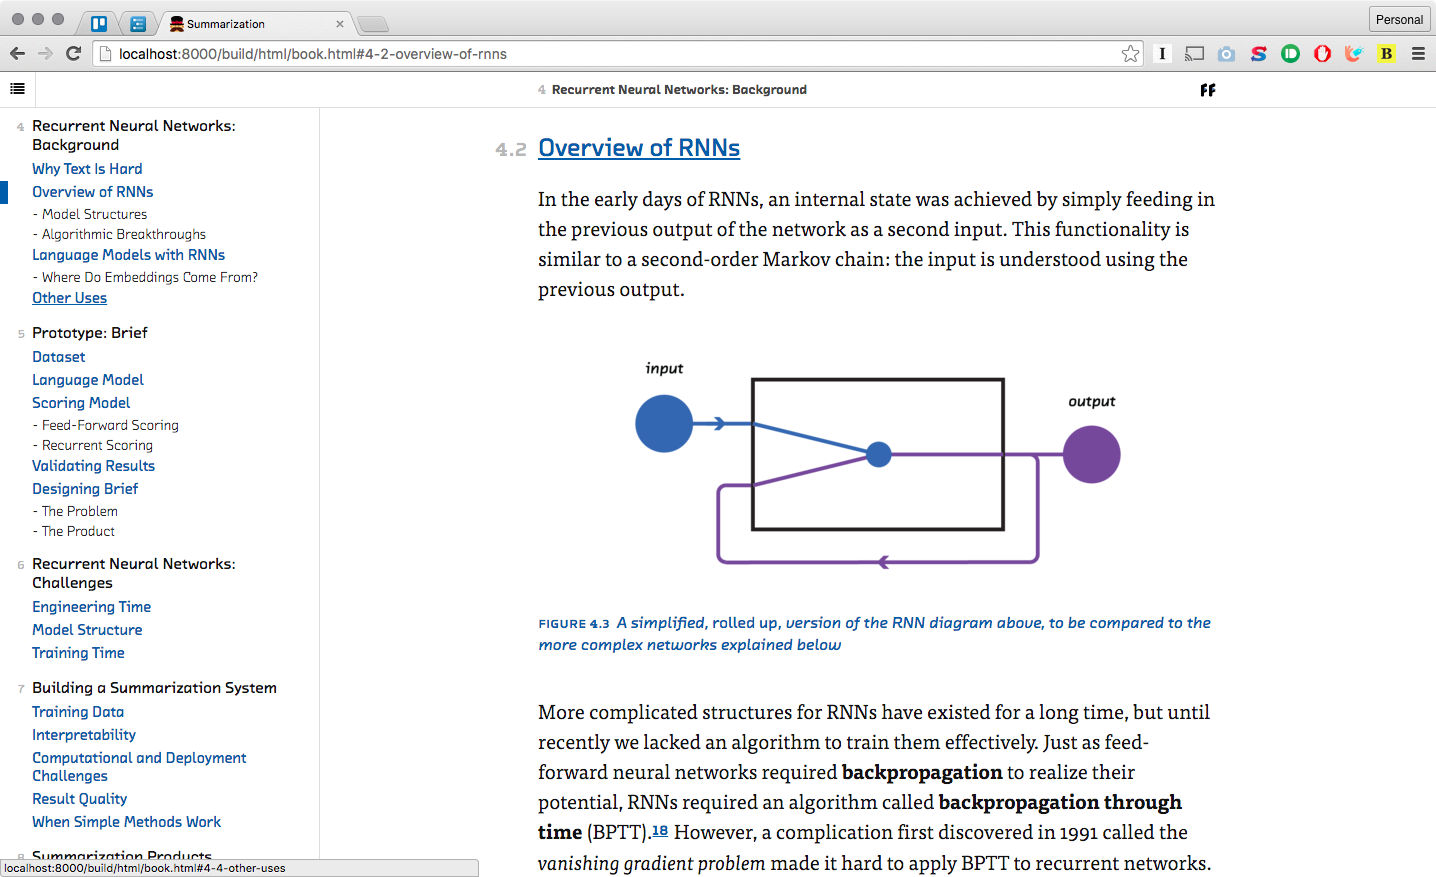 Summarization
Personal
localhost:8000/build/html/book.html#4-2-overview-of-rnns
I
B
4 Recurrent Neural Networks: Background
FF
4 Recurrent Neural Networks:
Background
Why Text Is Hard
Overview of RNNs
- Model Structures
- Algorithmic Breakthroughs
Language Models with RNNs
- Where Do Embeddings Come From?
Other Uses
5 Prototype: Brief
Dataset
Language Model
Scoring Model
- Feed-Forward Scoring
- Recurrent Scoring
Validating Results
Designing Brief
- The Problem
- The Product
6 Recurrent Neural Networks:
Challenges
Engineering Time
Model Structure
Training Time
7 Building a Summarization System
Training Data
Interpretability
Computational and Deployment
Challenges
Result Quality
When Simple Methods Work
8 Summarization Products
localhost:8000/build/html/book.html#4-4-other-uses
4.2 Overview of RNNs
In the early days of RNNs, an internal state was achieved by simply feeding in
the previous output of the network as a second input. This functionality is
similar to a second-order Markov chain: the input is understood using the
previous output.
input
output
FIGURE 4.3 A simplified, rolled up, version of the RNN diagram above, to be compared to the
more complex networks explained below
More complicated structures for RNNs have existed for a long time, but until
recently we lacked an algorithm to train them effectively. Just as feed-
forward neural networks required backpropagation to realize their
potential, RNNs required an algorithm called backpropagation through
time (BPTT).18 However, a complication first discovered in 1991 called the
vanishing gradient problem made it hard to apply BPTT to recurrent networks.